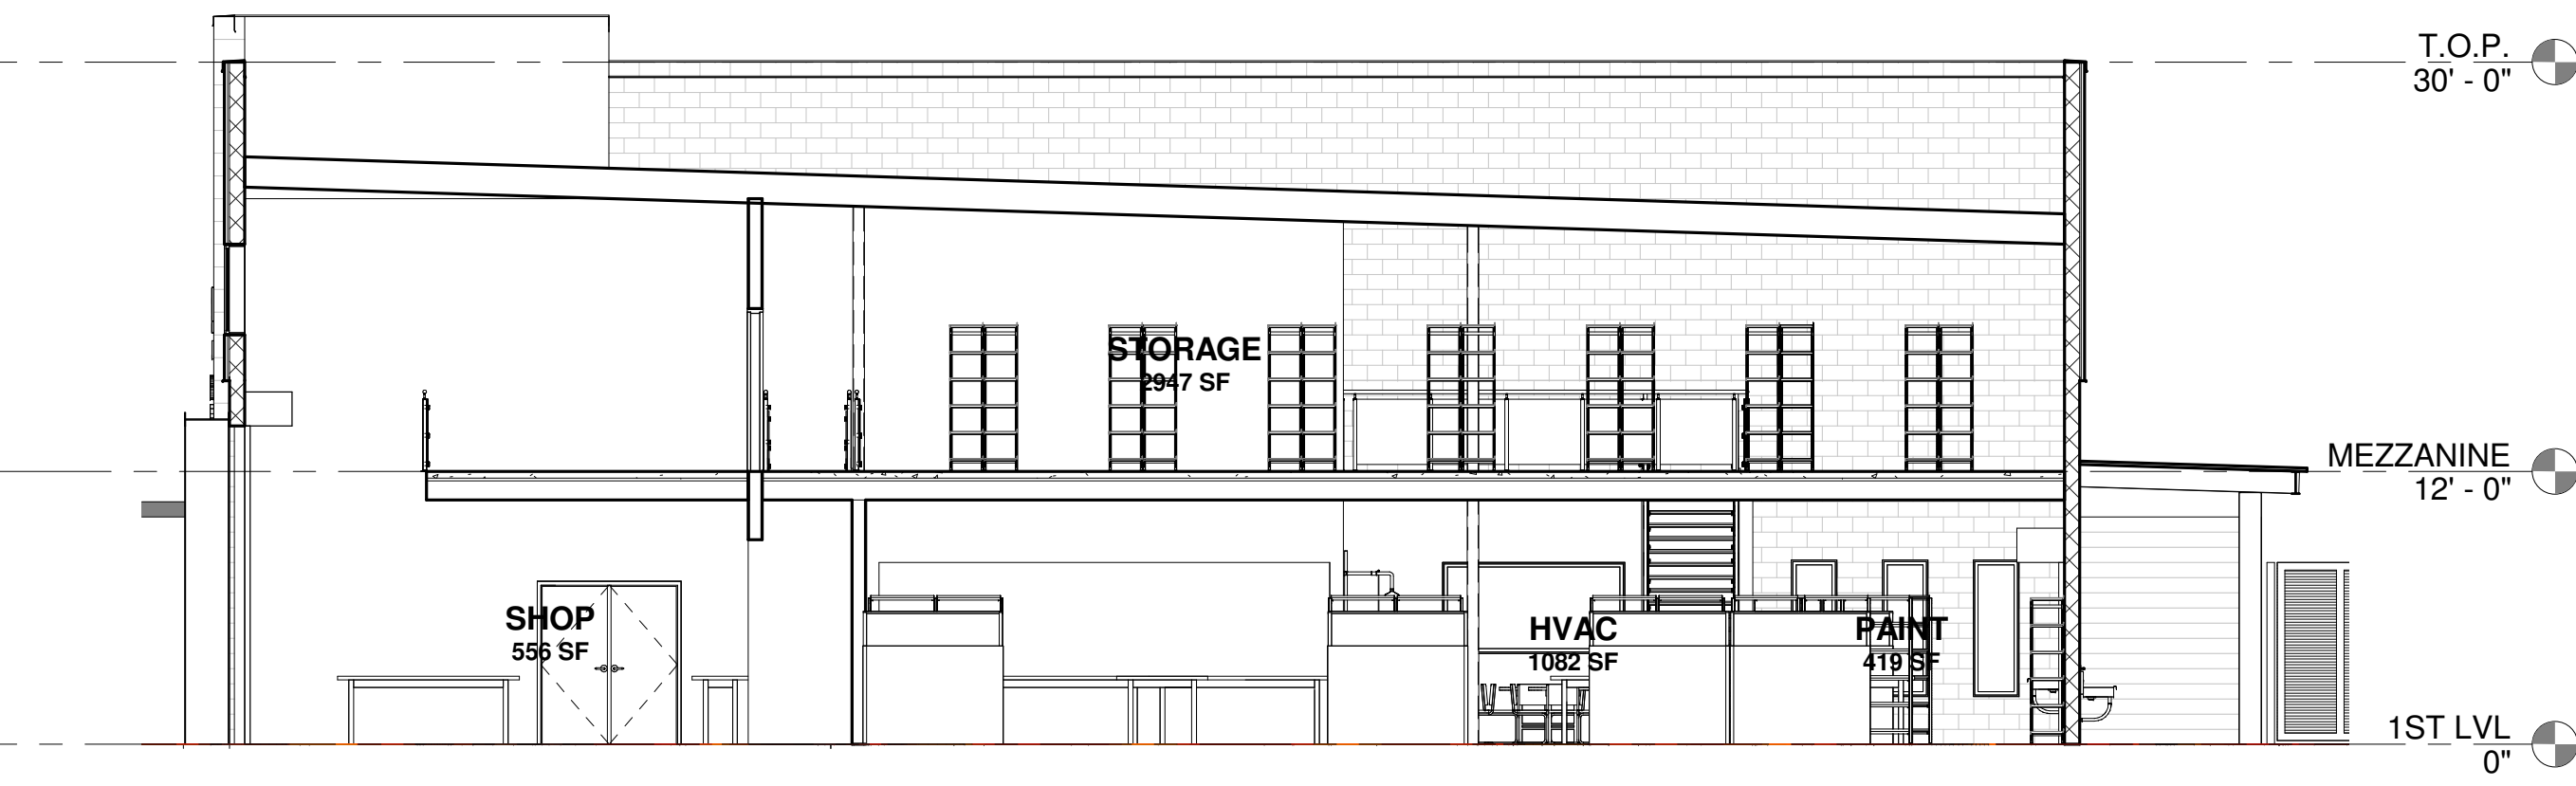 T.O.P.
30' - 0"
STORAGE
2947 SF
MEZZANINE
12' - 0"
SHOP
556 SF
HVAC
1082 SF
PAINT
419 SF
1ST LVL
0"